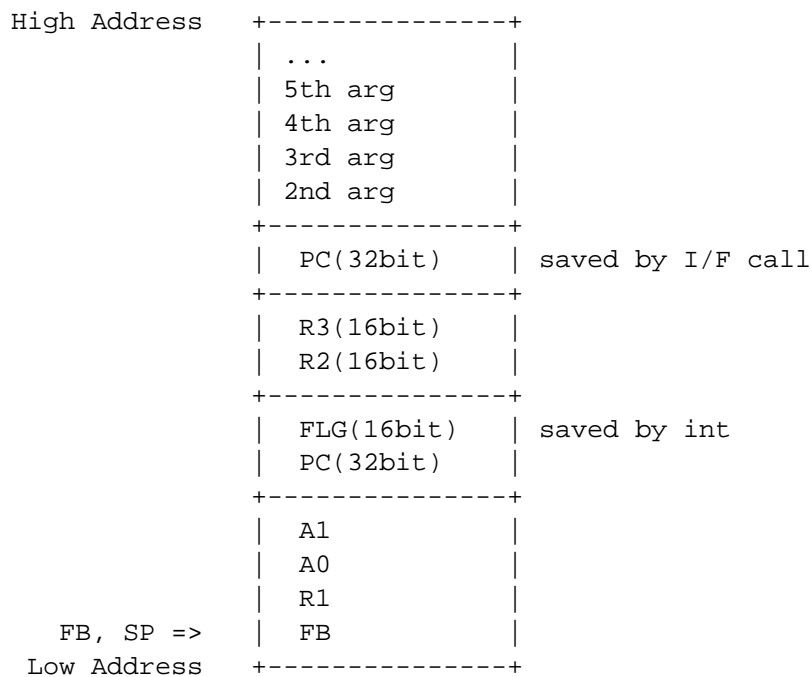 High Address +---------------+
| ... |
| 5th arg |
| 4th arg |
| 3rd arg |
| 2nd arg |
+---------------+
| PC(32bit) | saved by I/F call
+---------------+
| R3(16bit) |
| R2(16bit) |
+---------------+
| FLG(16bit) | saved by int
| PC(32bit) |
+---------------+
| A1 |
| A0 |
| R1 |
FB, SP => | FB |
Low Address +---------------+